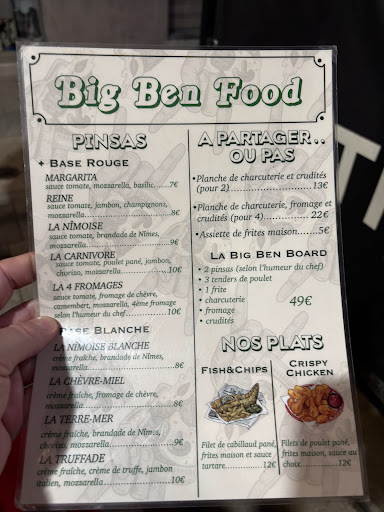 Big Ben Food
PINSAS
+ BASE ROUGE
MARGARITA
sauce tomate, mozzarella, basilic......7€
REINE
sauce tomate, jambon, champignons,
mozzarella..............................8€
LA NÎMOISE
sauce tomate, brandade de Nîmes,
mozzarella..............................9€
LA CARNIVORE
sauce tomate, poulet pané, jambon,
choriso, mozzarella..................10€
LA 4 FROMAGES
sauce tomate, fromage de chèvre,
camembert, mozzarella, 4ème fromage
selon l'humeur du chef..............10€
BASE BLANCHE
LA NÎMOISE BLANCHE
crème fraîche, brandade de Nîmes,
mozzarella..............................8€
LA CHÈVRE-MIEL
crème fraîche, fromage de chèvre,
mozzarella..............................8€
LA TERRE-MER
crème fraîche, brandade de Nîmes,
choriso, mozzarella....................9€
LA TRUFFADE
crème fraîche, crème de truffe, jambon
italien, mozzarella...................10€
A PARTAGER..
OU PAS
•Planche de charcuterie et crudités
(pour 2)......................13€
•Planche de charcuterie, fromage et
crudités (pour 4)............. 22€
•Assiette de frites maison.....5€
LA BIG BEN BOARD
• 2 pinsas (selon l'humeur du chef)
• 3 tenders de poulet
• 1 frite
• charcuterie
• fromage
• crudités
49€
NOS PLATS
FISH&CHIPS
Filet de cabillaud pané,
frites maison et sauce
tartare..............12€
CRISPY
CHICKEN
Filets de poulet pané,
frites maison, sauce au
choix..............12€